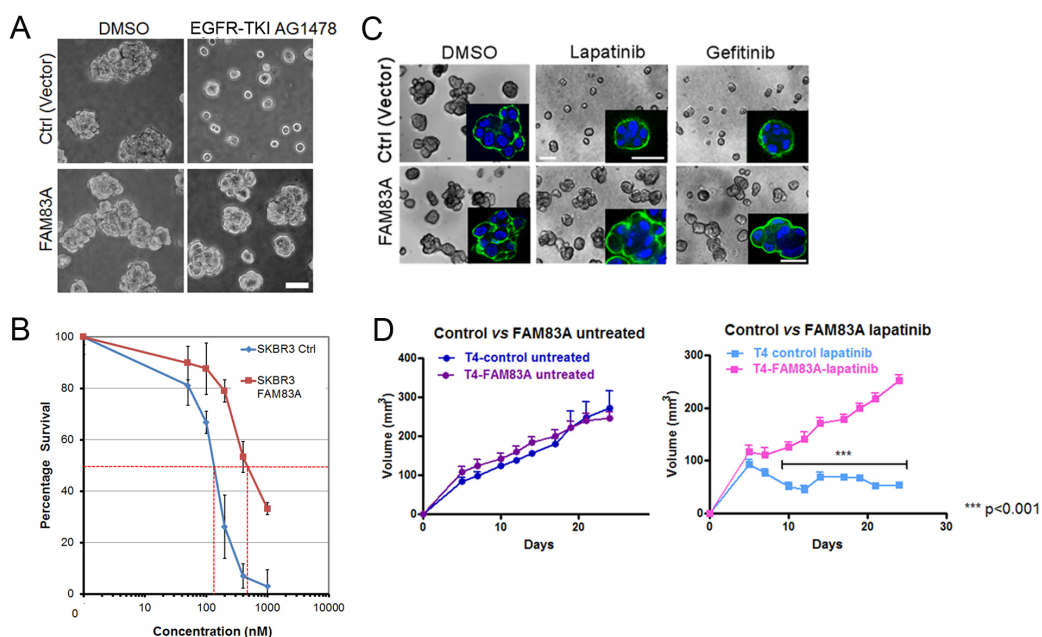 A
DMSO
EGFR-TKI AG1478
Ctrl (Vector)
FAM83A
C
DMSO
Lapatinib
Gefitinib
Ctrl (Vector)
FAM83A
B
100
80
60
40
20
0
0
10
100
1000
10000
Percentage Survival
Concentration (nM)
SKBR3 Ctrl
SKBR3
FAM83A
D
Control vs FAM83A untreated
T4-control untreated
T4-FAM83A untreated
400
300
200
100
0
Volume (mm³)
0
10
20
Days
Control vs FAM83A lapatinib
T4 control lapatinib
T4-FAM83A-lapatinib
300
200
100
0
Volume (mm³)
***
0
10
20
30
Days
*** p<0.001